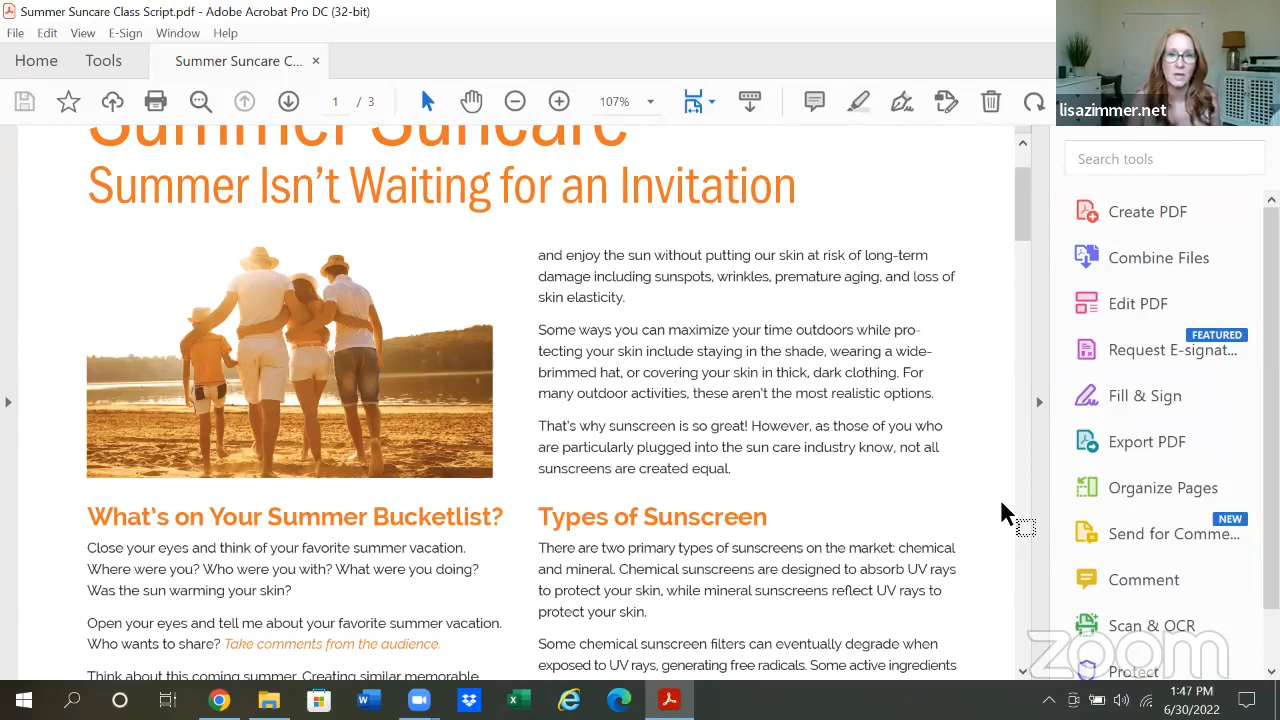 Summer Suncare Class Script.pdf - Adobe Acrobat Pro DC (32-bit)
File Edit View E-Sign Window Help
Home Tools Summer Suncare C... ×
1 / 3 107%
lisazimmer.net
Summer Suncare
Summer Isn't Waiting for an Invitation
What's on Your Summer Bucketlist?
Close your eyes and think of your favorite summer vacation.
Where were you? Who were you with? What were you doing?
Was the sun warming your skin?
Open your eyes and tell me about your favorite summer vacation.
Who wants to share? Take comments from the audience.
Think about this coming summer. Creating similar memorable
and enjoy the sun without putting our skin at risk of long-term
damage including sunspots, wrinkles, premature aging, and loss of
skin elasticity.
Some ways you can maximize your time outdoors while pro-
tecting your skin include staying in the shade, wearing a wide-
brimmed hat, or covering your skin in thick, dark clothing. For
many outdoor activities, these aren't the most realistic options.
That's why sunscreen is so great! However, as those of you who
are particularly plugged into the sun care industry know, not all
sunscreens are created equal.
Types of Sunscreen
There are two primary types of sunscreens on the market: chemical
and mineral. Chemical sunscreens are designed to absorb UV rays
to protect your skin, while mineral sunscreens reflect UV rays to
protect your skin.
Some chemical sunscreen filters can eventually degrade when
exposed to UV rays, generating free radicals. Some active ingredients
Search tools
Create PDF
Combine Files
Edit PDF
FEATURED
Request E-signat...
Fill & Sign
Export PDF
Organize Pages
NEW
Send for Comme...
Comment
Scan & OCR
Protect
zoom
1:47 PM
6/30/2022